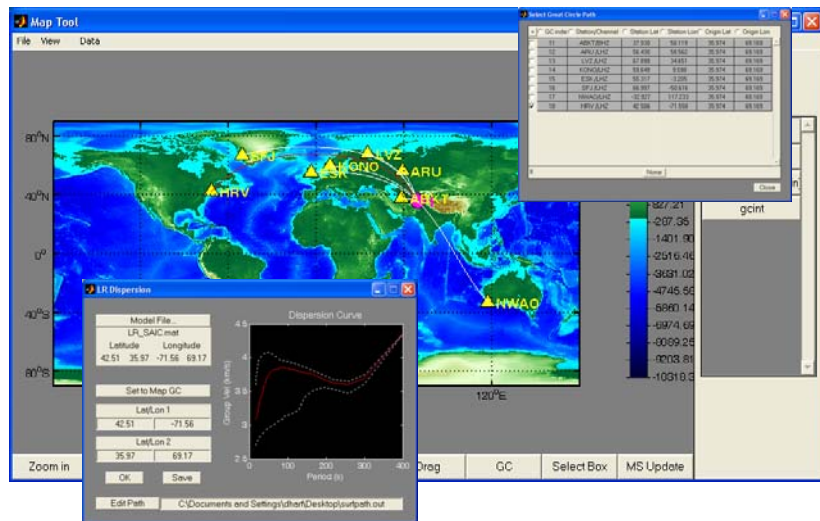 Map Tool
File View Data
Select Great Circle Path
GC index Station/Channel Station Lat Station Lon Origin Lat Origin Lon
11 ABKT/BHZ 37.930 58.119 35.974 69.169
12 ARU/LHZ 56.430 58.562 35.974 69.169
13 LVZ/LHZ 67.898 34.651 35.974 69.169
14 KONO/LHZ 35.974 69.169
15 ESK/LHZ 55.317 -3.205 35.974 69.169
16 SFJ/LHZ 66.997 -50.616 35.974 69.169
17 NWAO/LHZ -32.927 117.233 35.974 69.169
18 HRV/LHZ 42.506 -71.558 35.974 69.169
None
Close
80°N
40°N
0°
40°S
80°S
120°E
SFJ
HRV
ESK
KONO
LVZ
ARU
ABKT
NWAO
827.21
-207.35
-1401.90
-2516.46
-3631.02
-4745.56
-5860.14
-6974.69
-9203.81
-10318.3
gcint
LR Dispersion
Model File...
LR_SAIC.mat
Latitude Longitude
42.51 35.97 -71.56 69.17
Set to Map GC
Lat/Lon 1
42.51 -71.56
Lat/Lon 2
35.97 69.17
OK Save
Edit Path C:\Documents and Settings\dhart\Desktop\surfpath.out
Dispersion Curve
Group Vel (km/s)
4.5
4
3.5
3
2.5
0 100 200 300 400
Period (s)
Zoom in Drag GC Select Box MS Update